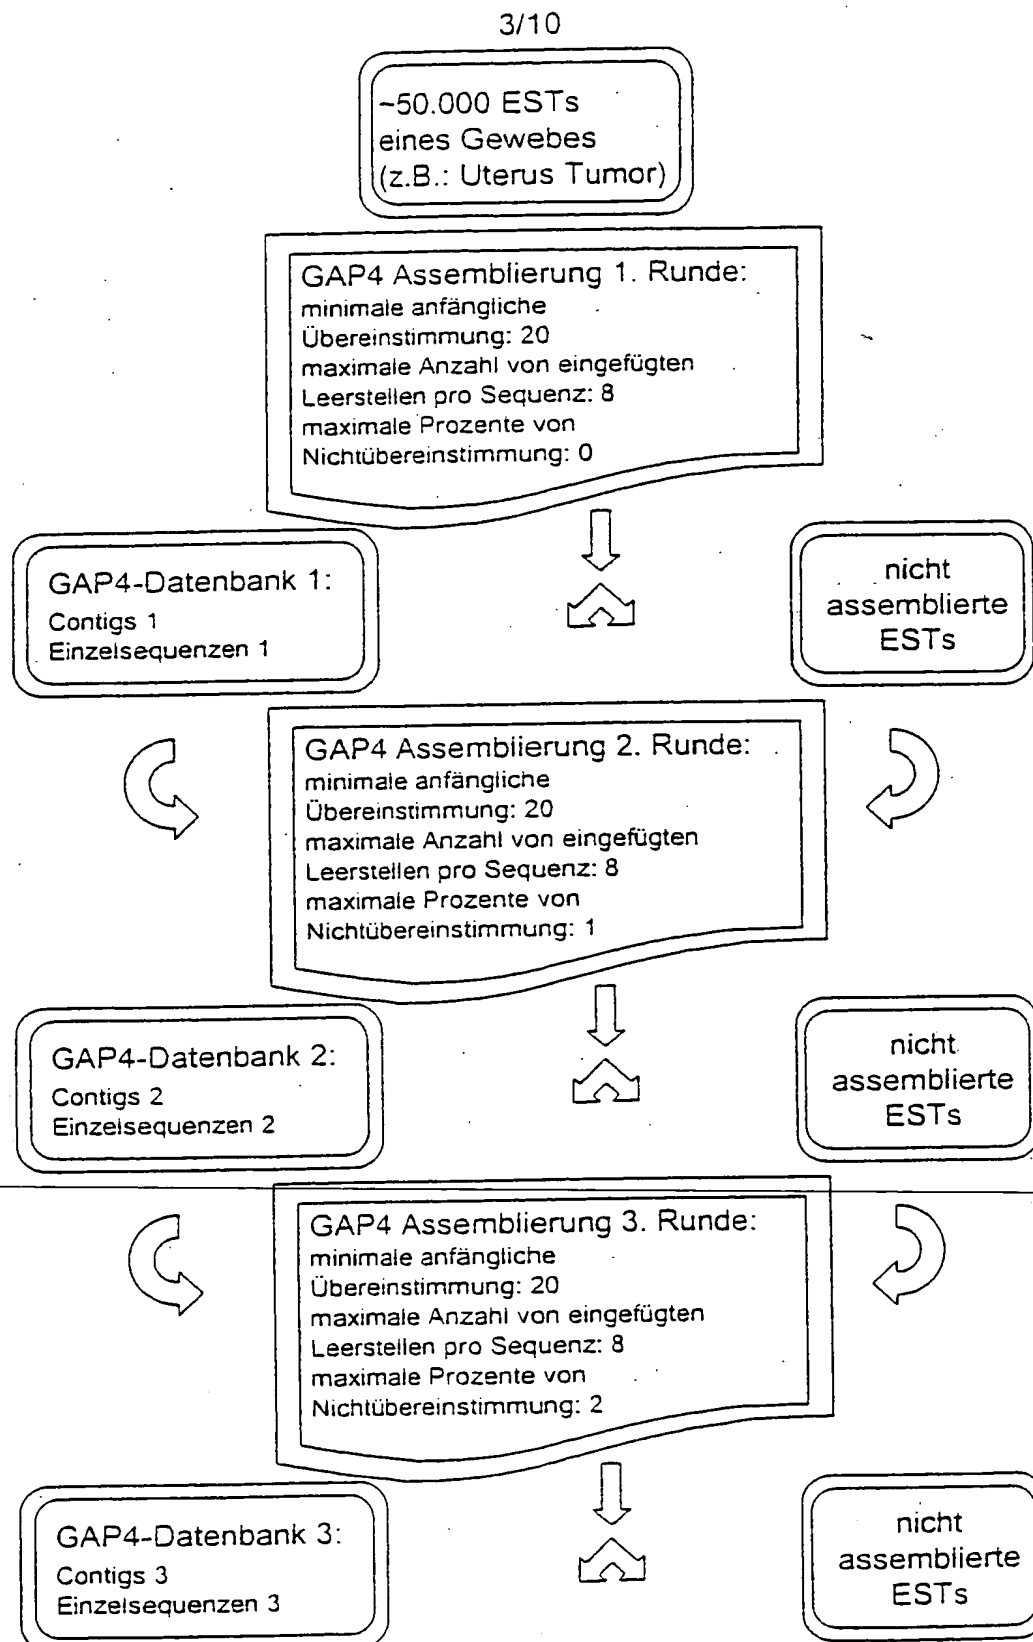 3/10
~50.000 ESTs
eines Gewebes
(z.B.: Uterus Tumor)
GAP4 Assemblierung 1. Runde:
minimale anfängliche
Übereinstimmung: 20
maximale Anzahl von eingefügten
Leerstellen pro Sequenz: 8
maximale Prozente von
Nichtübereinstimmung: 0
GAP4-Datenbank 1:
Contigs 1
Einzelsequenzen 1
nicht
assemblierte
ESTs
GAP4 Assemblierung 2. Runde:
minimale anfängliche
Übereinstimmung: 20
maximale Anzahl von eingefügten
Leerstellen pro Sequenz: 8
maximale Prozente von
Nichtübereinstimmung: 1
GAP4-Datenbank 2:
Contigs 2
Einzelsequenzen 2
nicht
assemblierte
ESTs
GAP4 Assemblierung 3. Runde:
minimale anfängliche
Übereinstimmung: 20
maximale Anzahl von eingefügten
Leerstellen pro Sequenz: 8
maximale Prozente von
Nichtübereinstimmung: 2
GAP4-Datenbank 3:
Contigs 3
Einzelsequenzen 3
nicht
assemblierte
ESTs